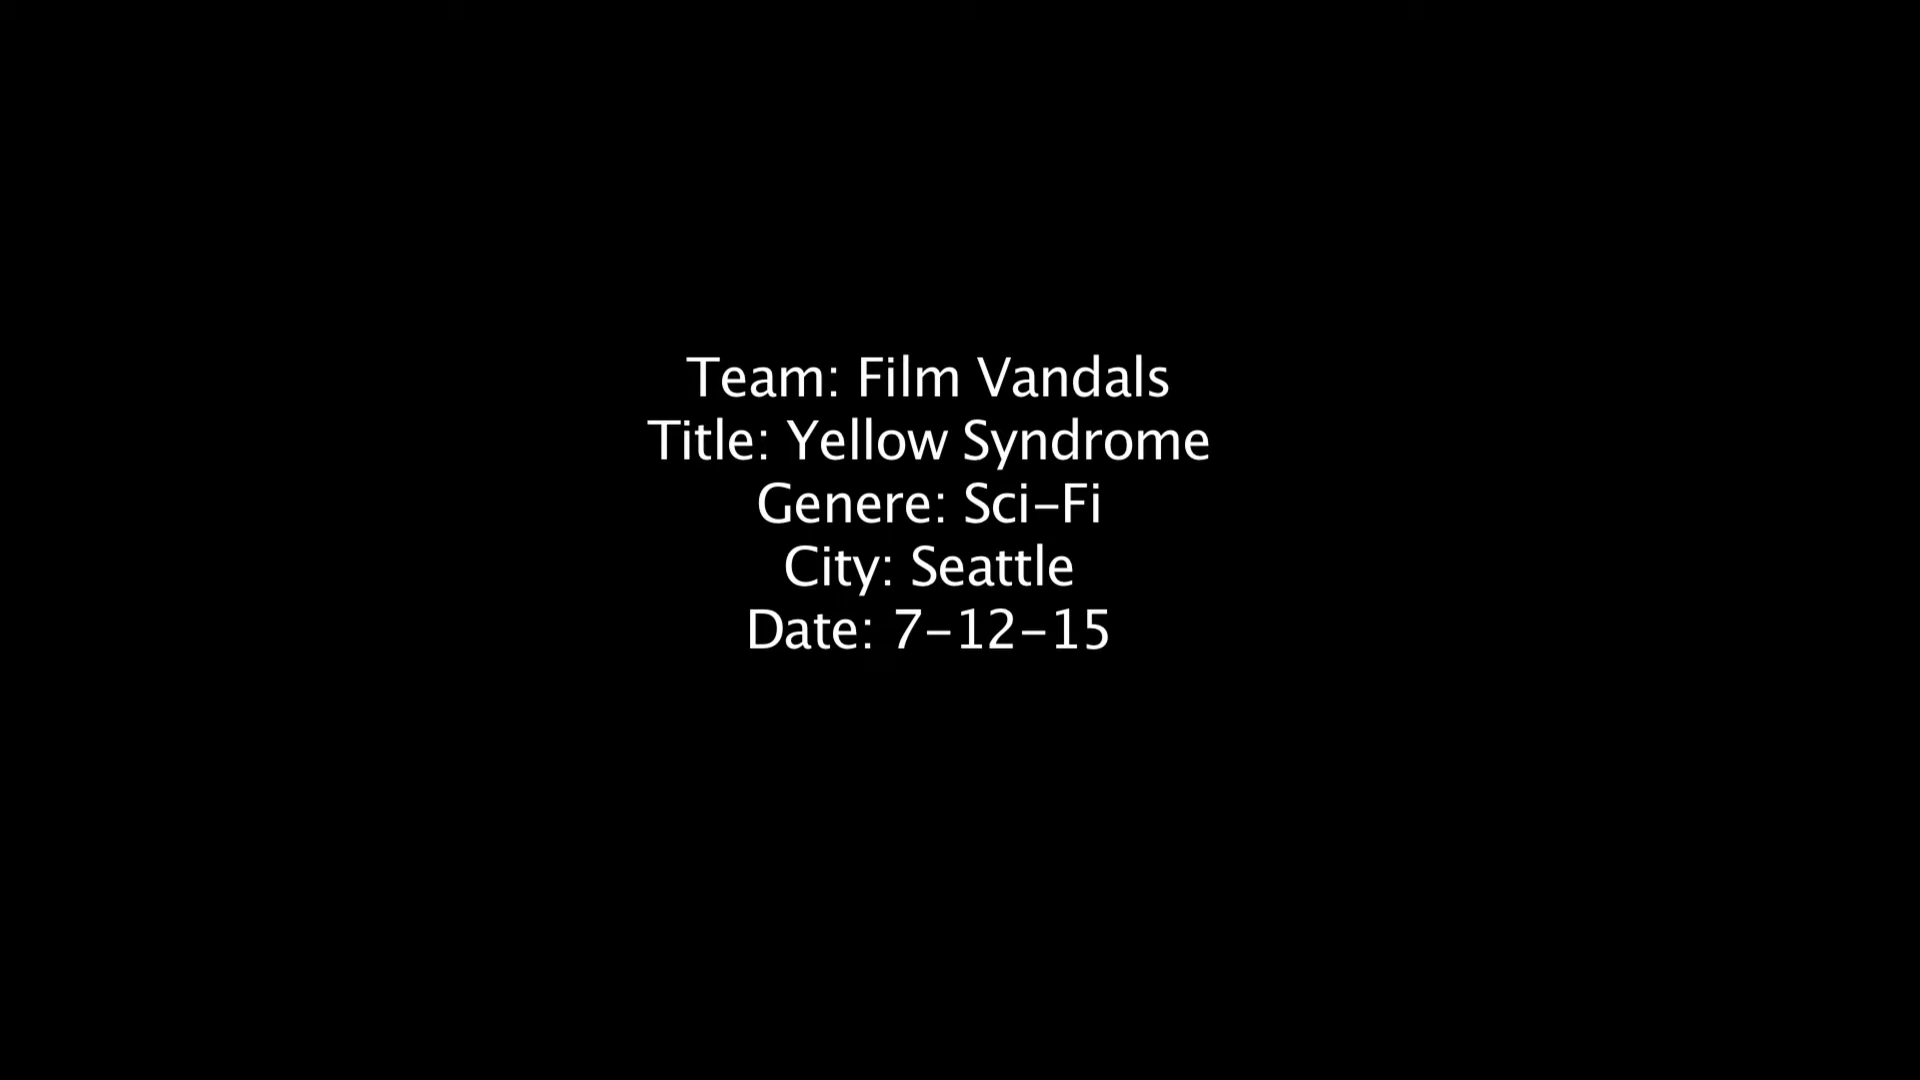 Team: Film Vandals
Title: Yellow Syndrome
Genere: Sci-Fi
City: Seattle
Date: 7-12-15